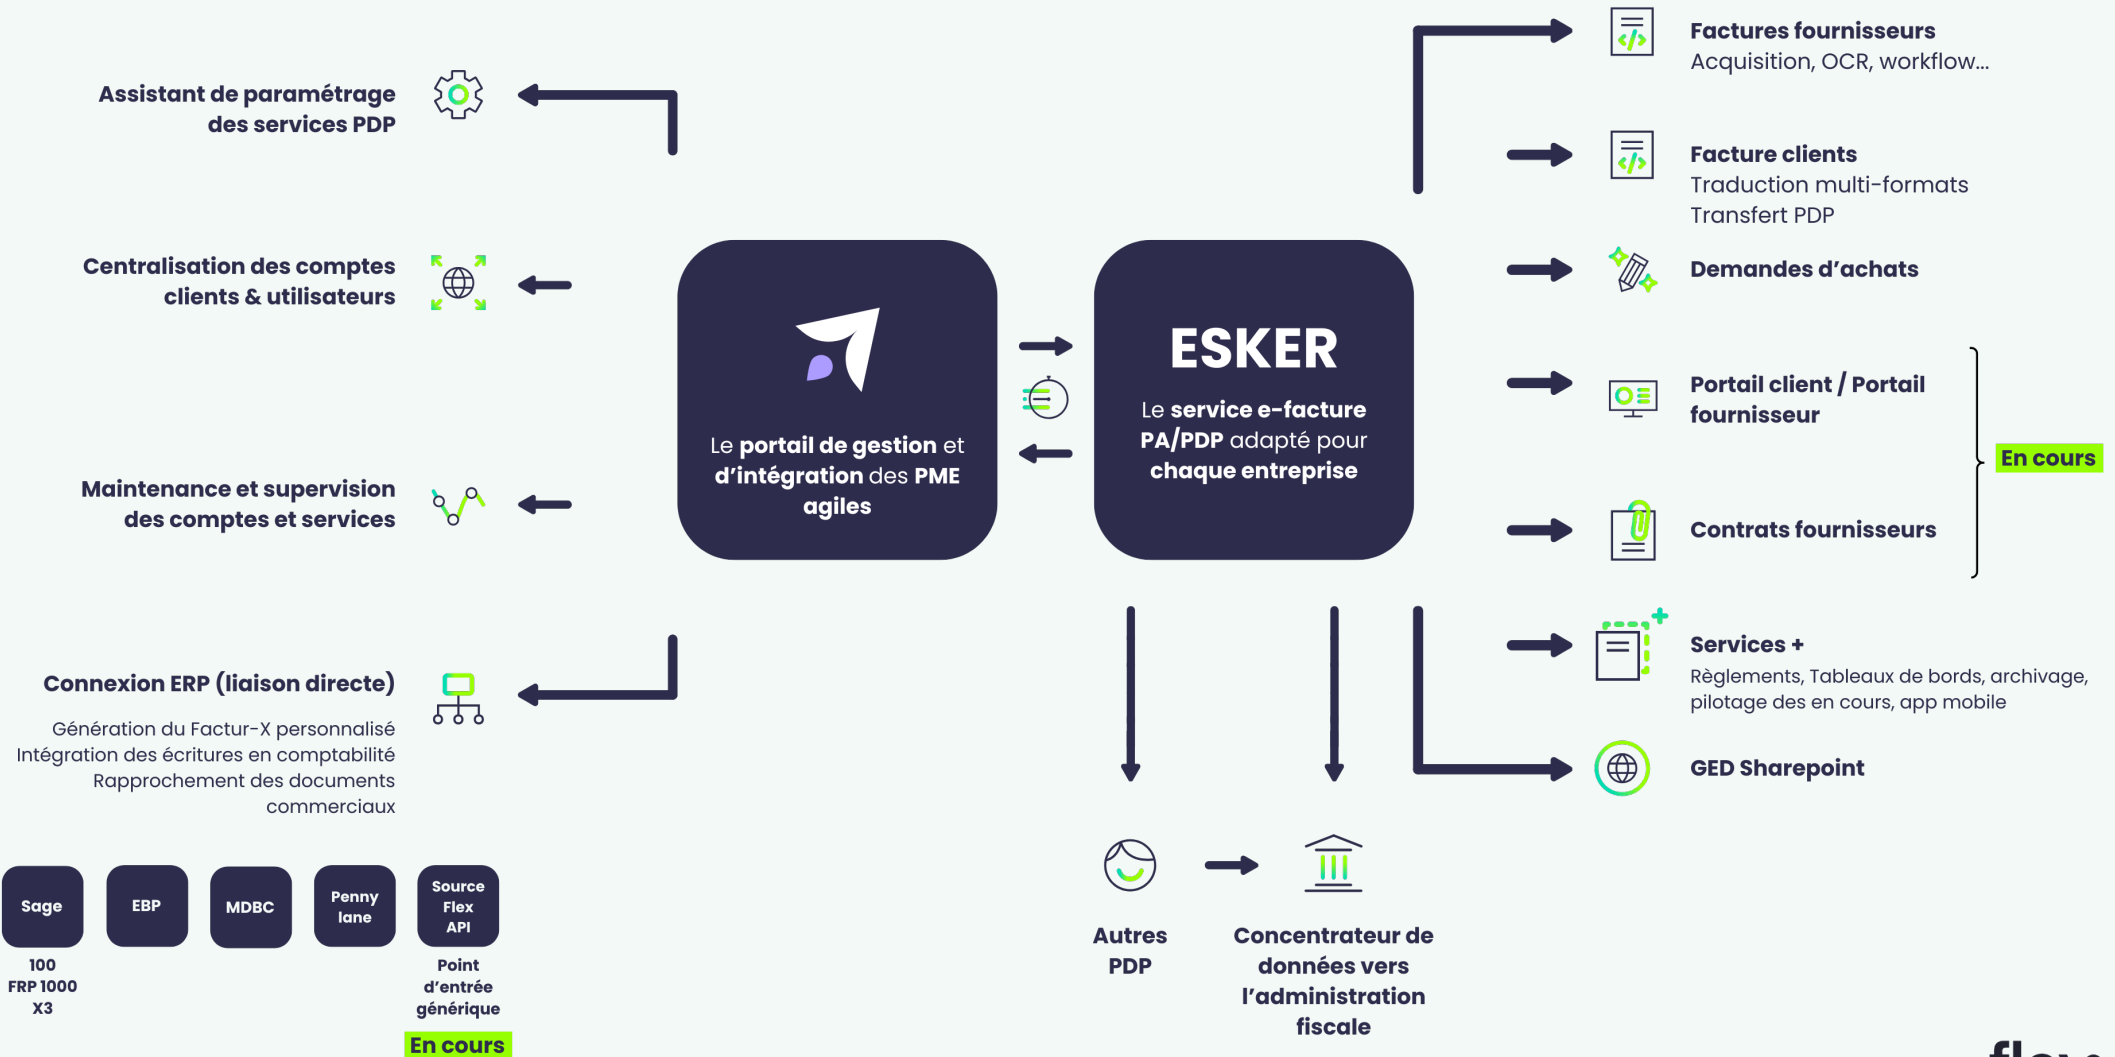 Assistant de paramétrage
des services PDP
Centralisation des comptes
clients & utilisateurs
Maintenance et supervision
des comptes et services
Connexion ERP (liaison directe)
Génération du Factur-X personnalisé
Intégration des écritures en comptabilité
Rapprochement des documents
commerciaux
Sage
100
FRP 1000
X3
EBP
MDBC
Penny
lane
Source
Flex
API
Point
d'entrée
générique
En cours
Le portail de gestion et
d'intégration des PME
agiles
ESKER
Le service e-facture
PA/PDP adapté pour
chaque entreprise
Autres
PDP
Concentrateur de
données vers
l'administration
fiscale
Factures fournisseurs
Acquisition, OCR, workflow...
Facture clients
Traduction multi-formats
Transfert PDP
Demandes d'achats
Portail client / Portail
fournisseur
Contrats fournisseurs
En cours
Services +
Règlements, Tableaux de bords, archivage,
pilotage des en cours, app mobile
GED Sharepoint